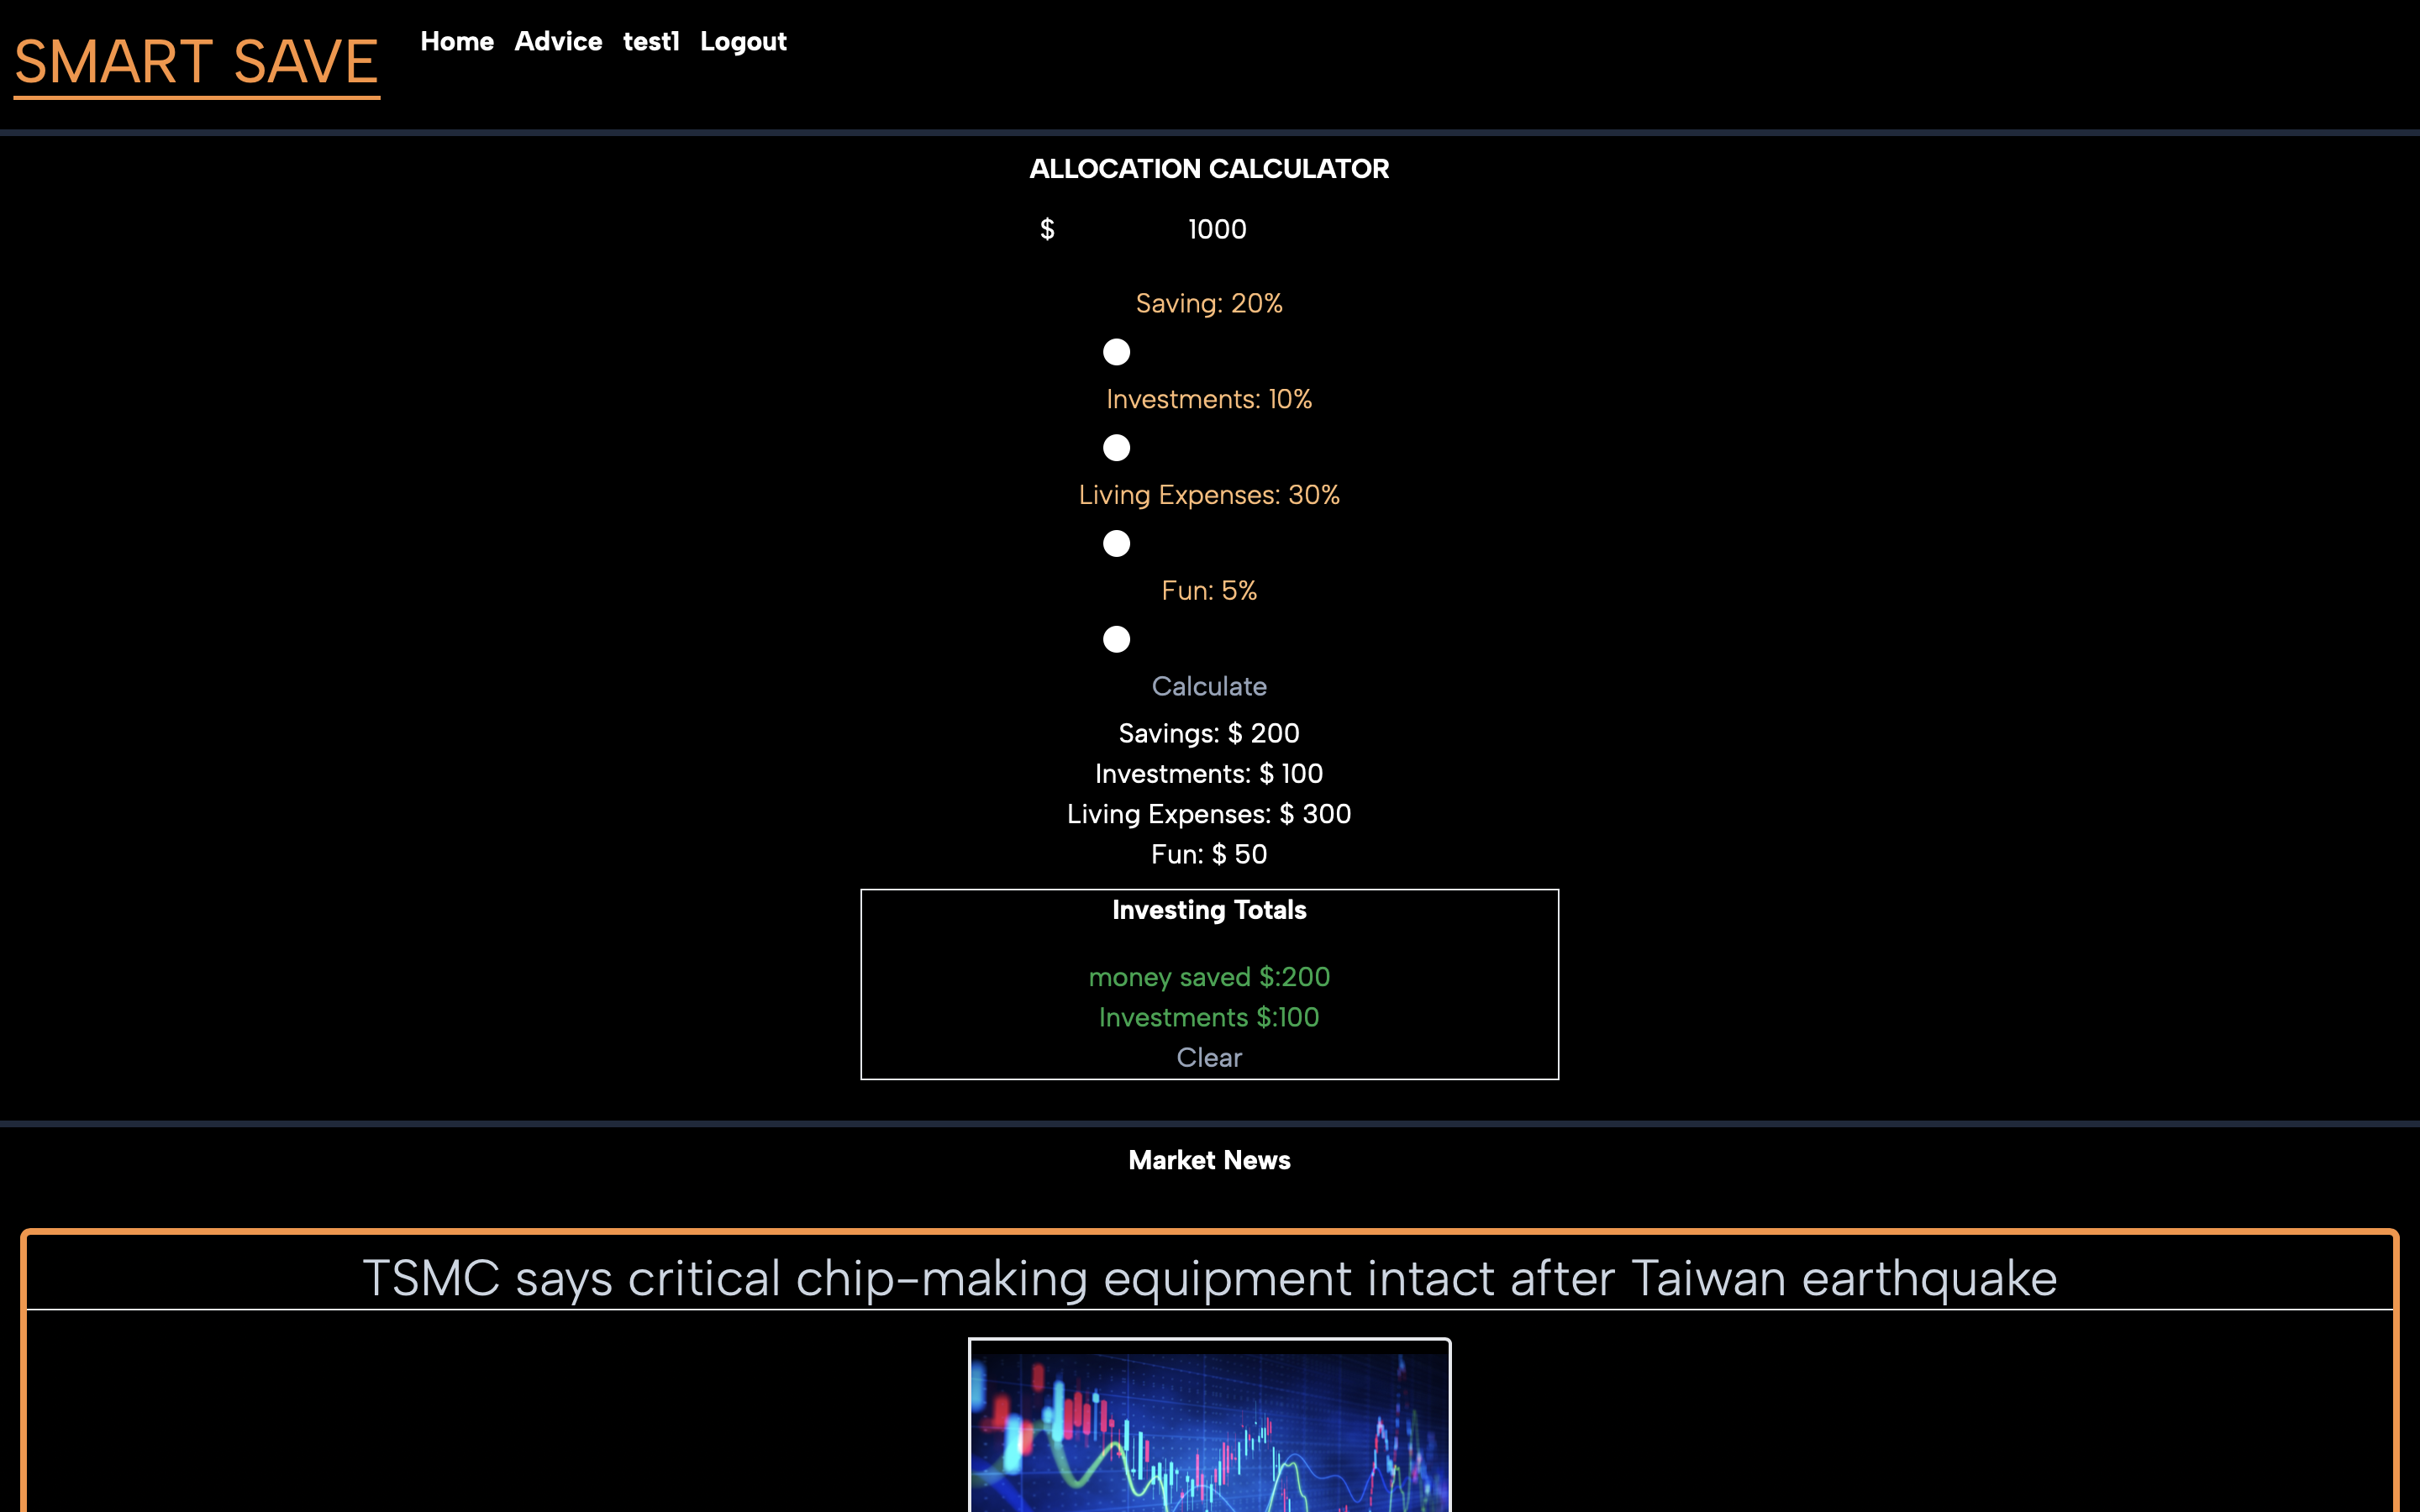 SMART SAVE
Home Advice test1 Logout
ALLOCATION CALCULATOR
$ 1000
Saving: 20%
Investments: 10%
Living Expenses: 30%
Fun: 5%
Calculate
Savings: $ 200
Investments: $ 100
Living Expenses: $ 300
Fun: $ 50
Investing Totals
money saved $:200
Investments $:100
Clear
Market News
TSMC says critical chip-making equipment intact after Taiwan earthquake